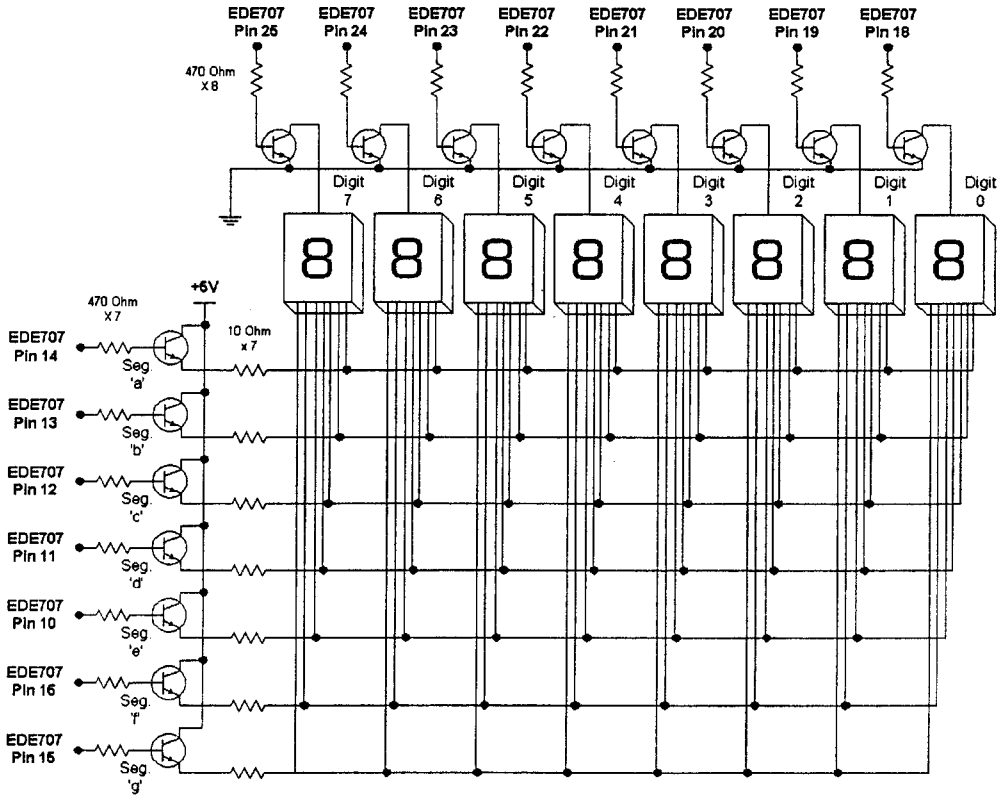 EDE707 EDE707 EDE707 EDE707 EDE707 EDE707 EDE707 EDE707
Pin 25 Pin 24 Pin 23 Pin 22 Pin 21 Pin 20 Pin 19 Pin 18
470 Ohm
X 8
Digit Digit Digit Digit Digit Digit Digit Digit
7 6 5 4 3 2 1 0
8 8 8 8 8 8 8 8
+5V
470 Ohm
X 7
10 Ohm
x 7
EDE707
Pin 14
Seg.
'a'
EDE707
Pin 13
Seg.
'b'
EDE707
Pin 12
Seg.
'c'
EDE707
Pin 11
Seg.
'd'
EDE707
Pin 10
Seg.
'e'
EDE707
Pin 16
Seg.
'f'
EDE707
Pin 15
Seg.
'g'